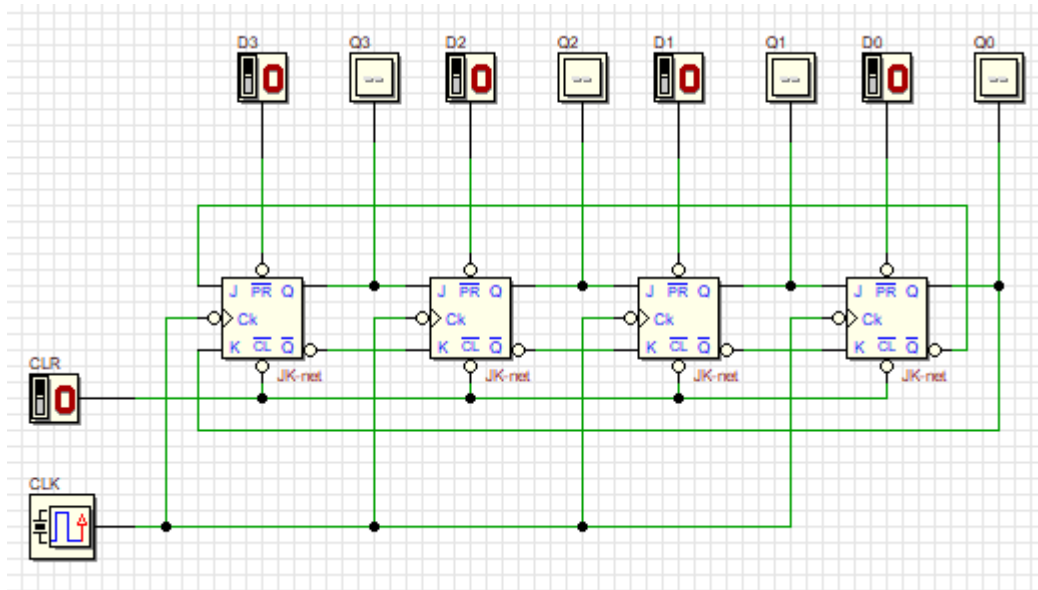 D3 Q3 D2 Q2 D1 Q1 D0 Q0
0 -- 0 -- 0 -- 0 --
J PR Q J PR Q J PR Q J PR Q
Ck Ck Ck Ck
K CL Q K CL Q K CL Q K CL Q
CLR JK-net JK-net JK-net JK-net
0
CLK